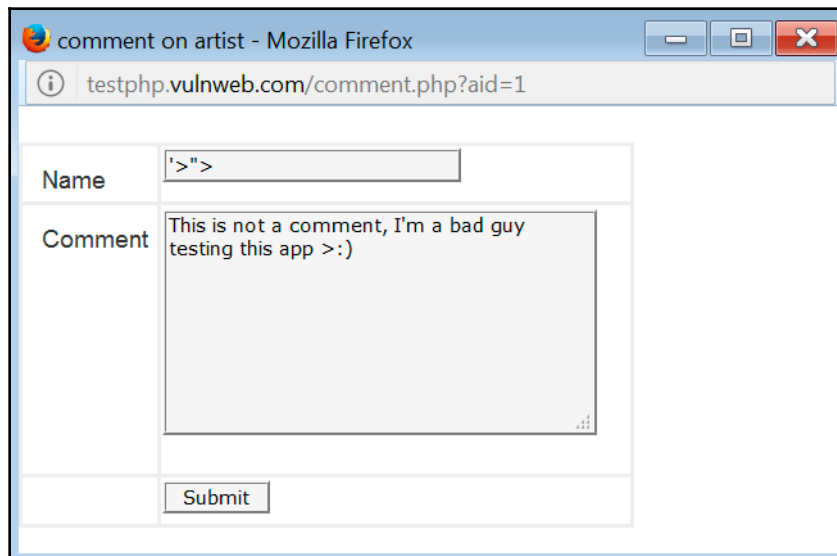 comment on artist - Mozilla Firefox
testphp.vulnweb.com/comment.php?aid=1
Name
'>">
Comment
This is not a comment, I'm a bad guy
testing this app >:)
Submit